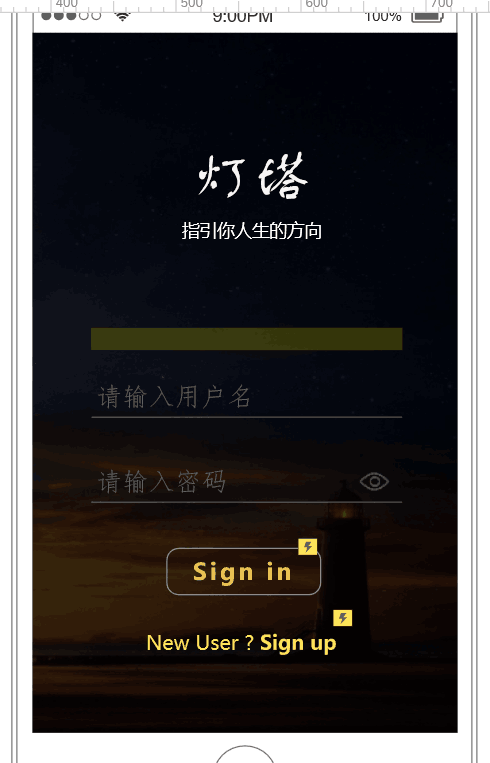 400 500 600 700
9:00PM 100%
灯塔
指引你人生的方向
请输入用户名
请输入密码
Sign in
New User ? Sign up